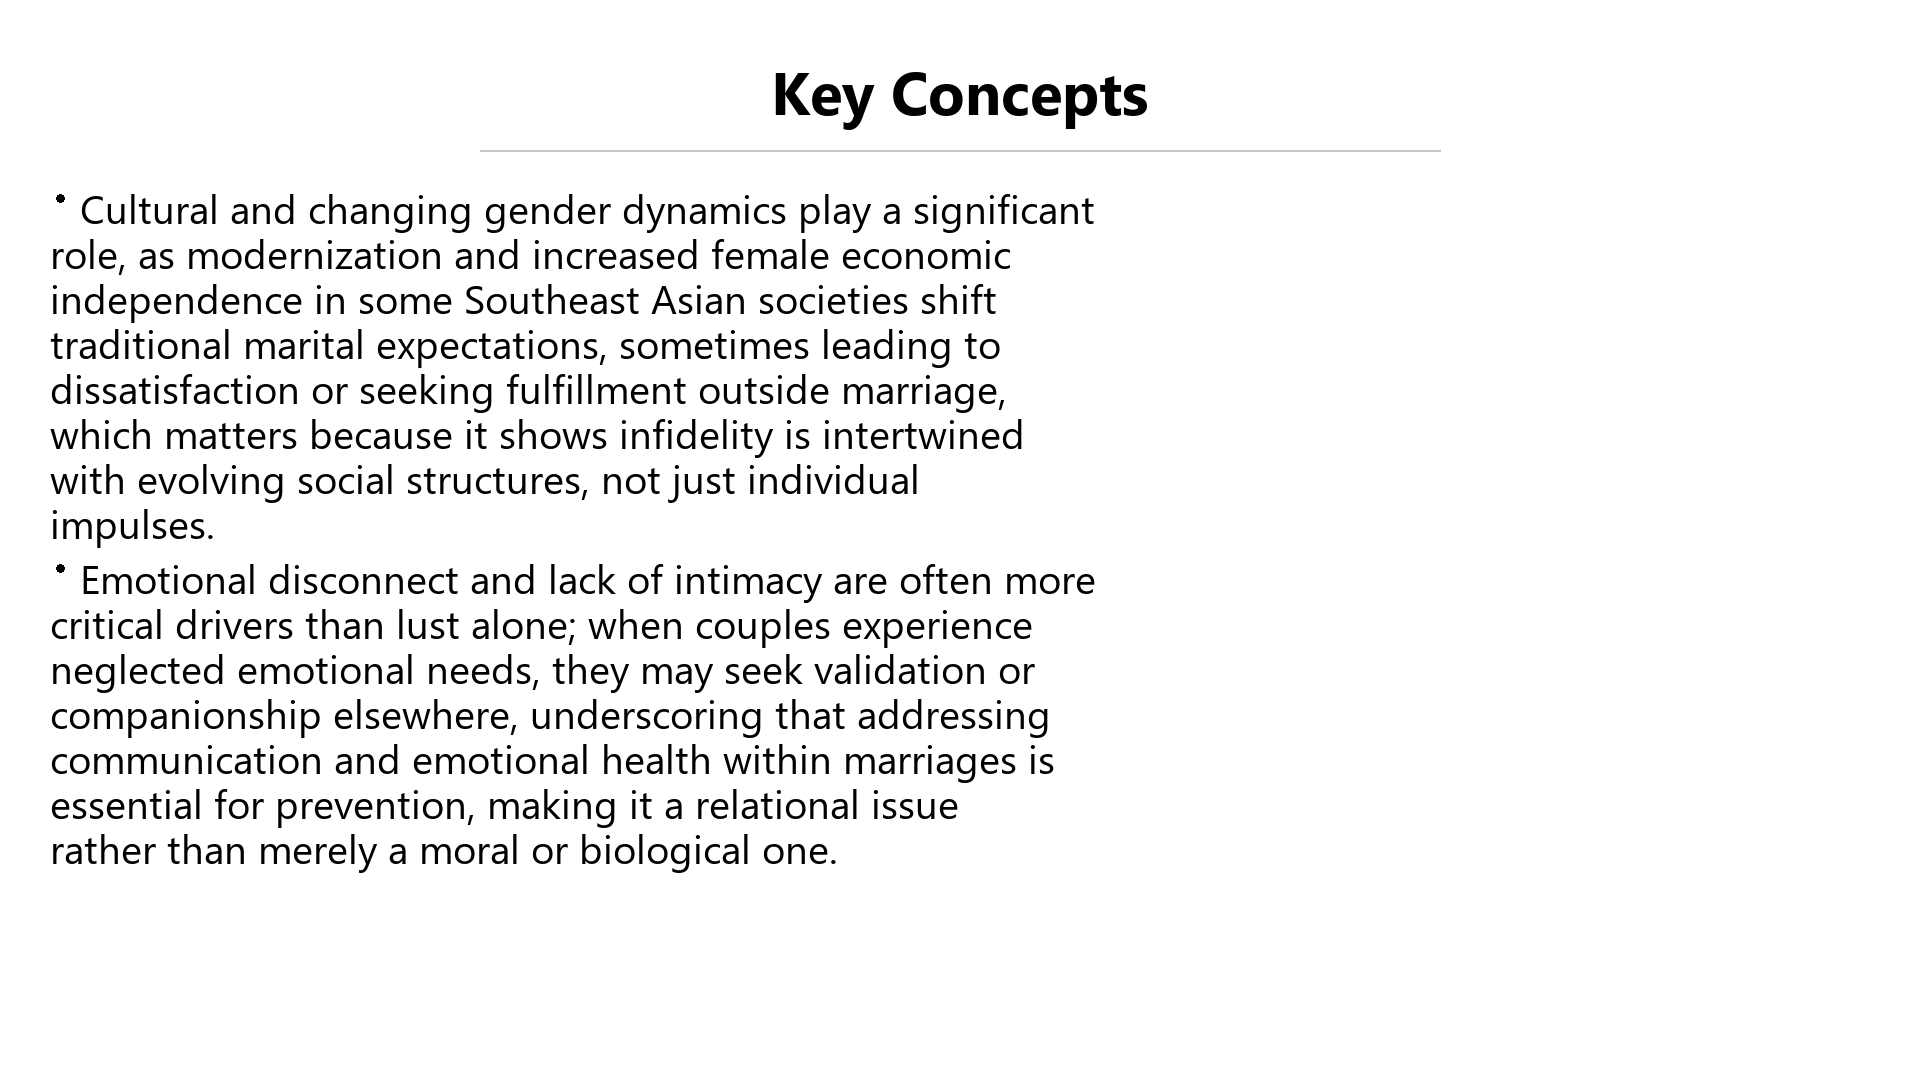 Key Concepts
• Cultural and changing gender dynamics play a significant
role, as modernization and increased female economic
independence in some Southeast Asian societies shift
traditional marital expectations, sometimes leading to
dissatisfaction or seeking fulfillment outside marriage,
which matters because it shows infidelity is intertwined
with evolving social structures, not just individual
impulses.
• Emotional disconnect and lack of intimacy are often more
critical drivers than lust alone; when couples experience
neglected emotional needs, they may seek validation or
companionship elsewhere, underscoring that addressing
communication and emotional health within marriages is
essential for prevention, making it a relational issue
rather than merely a moral or biological one.